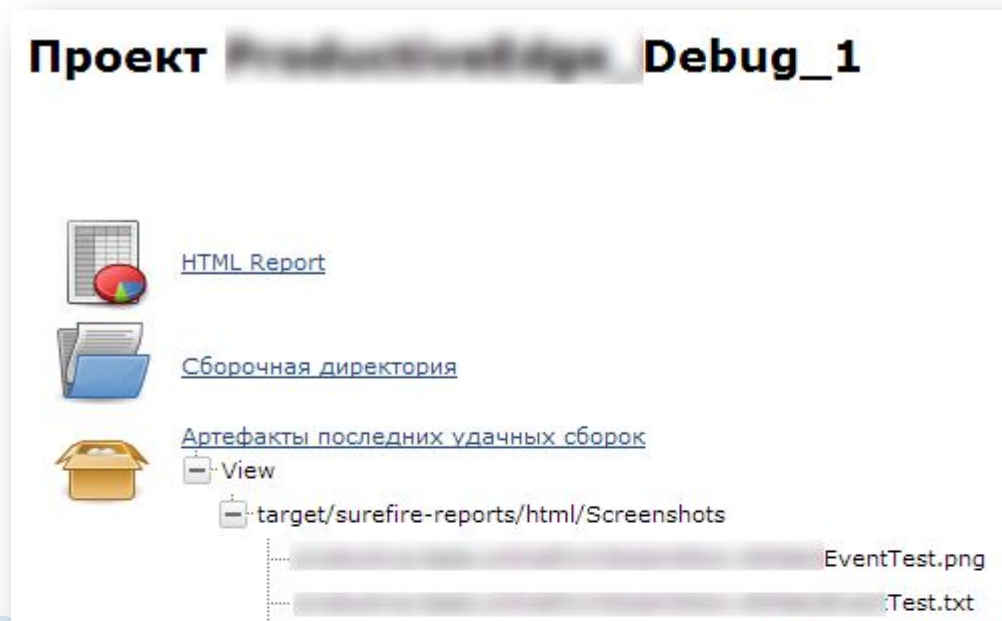 Проект Debug_1
HTML Report
Сборочная директория
Артефакты последних удачных сборок
View
target/surefire-reports/html/Screenshots
EventTest.png
Test.txt